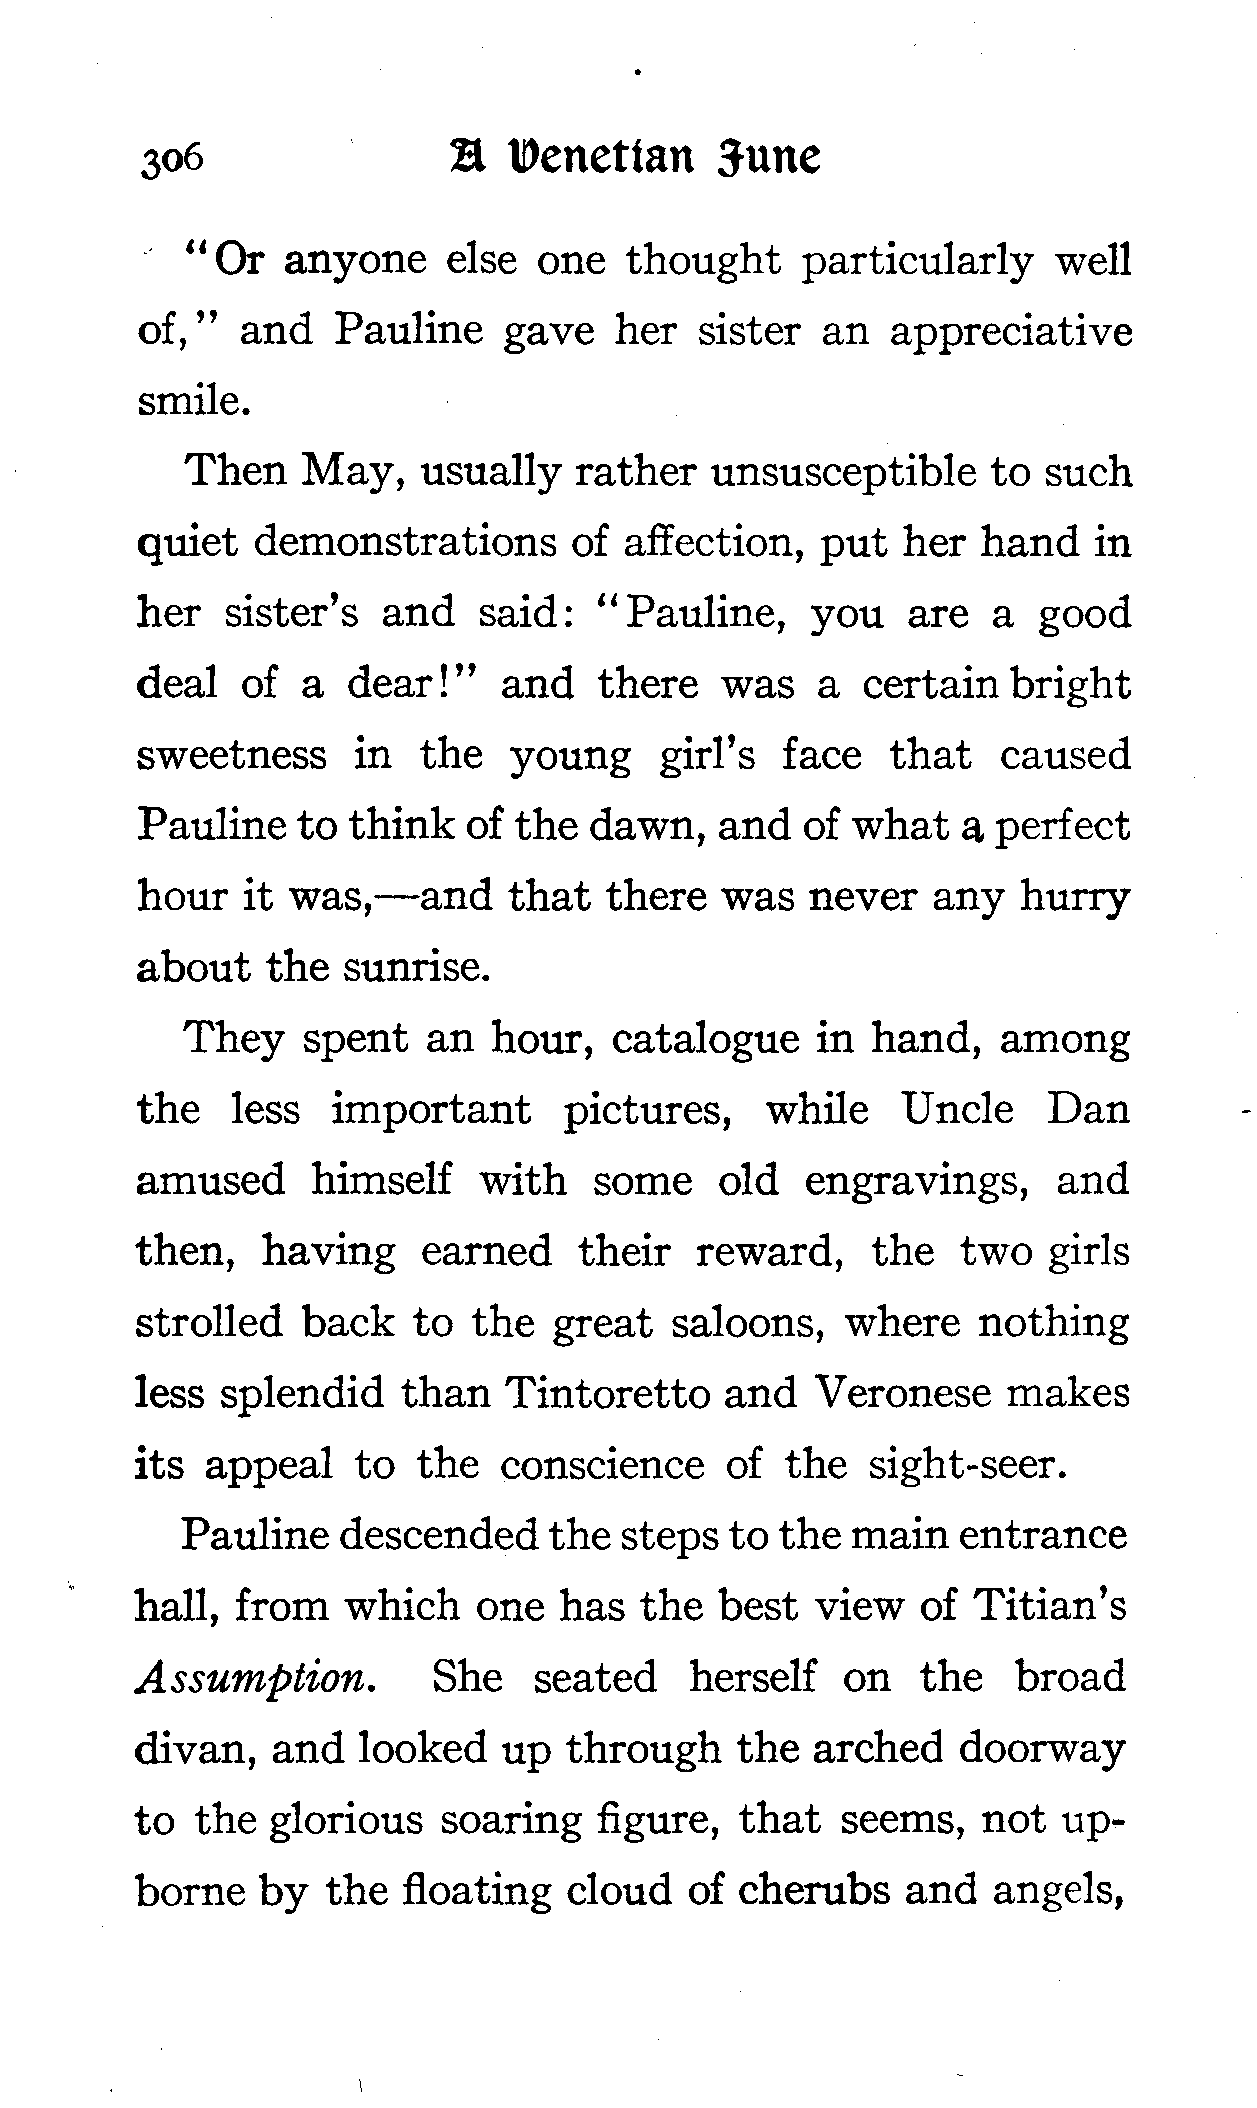 306 A Venetian June
"Or anyone else one thought particularly well
of," and Pauline gave her sister an appreciative
smile.
Then May, usually rather unsusceptible to such
quiet demonstrations of affection, put her hand in
her sister's and said: "Pauline, you are a good
deal of a dear!" and there was a certain bright
sweetness in the young girl's face that caused
Pauline to think of the dawn, and of what a perfect
hour it was,—and that there was never any hurry
about the sunrise.
They spent an hour, catalogue in hand, among
the less important pictures, while Uncle Dan
amused himself with some old engravings, and
then, having earned their reward, the two girls
strolled back to the great saloons, where nothing
less splendid than Tintoretto and Veronese makes
its appeal to the conscience of the sight-seer.
Pauline descended the steps to the main entrance
hall, from which one has the best view of Titian's
Assumption. She seated herself on the broad
divan, and looked up through the arched doorway
to the glorious soaring figure, that seems, not up-
borne by the floating cloud of cherubs and angels,